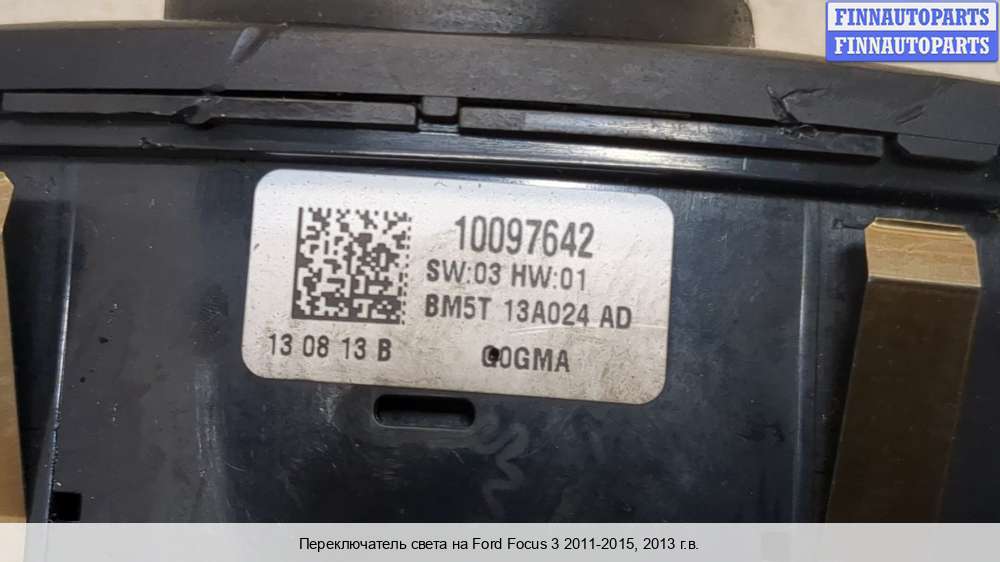 FINNAUTOPARTS
FINNAUTOPARTS
10097642
SW:03 HW:01
BM5T 13A024 AD
13 08 13 B
G0GMA
Переключатель света на Ford Focus 3 2011-2015, 2013 г.в.